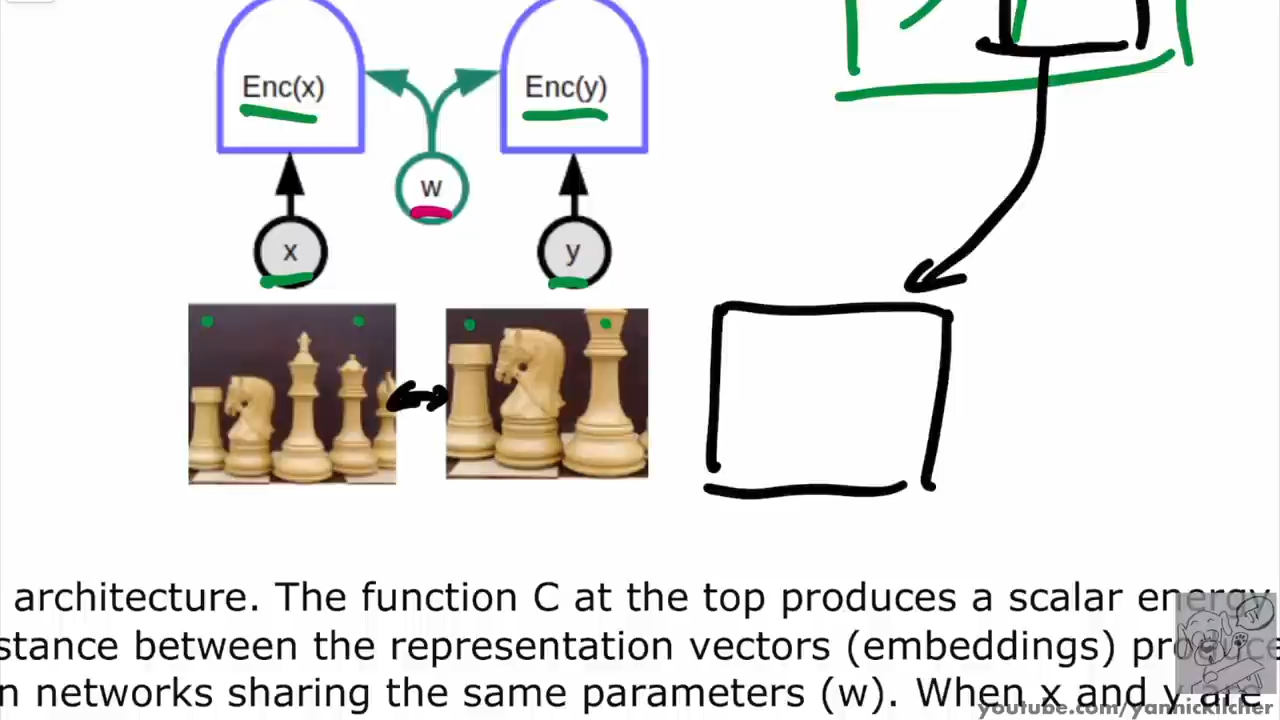 Enc(x)
Enc(y)
w
x
y
architecture. The function C at the top produces a scalar energy
stance between the representation vectors (embeddings)
n networks sharing the same parameters (w). When x and y are
youtube.com/yannickilcher